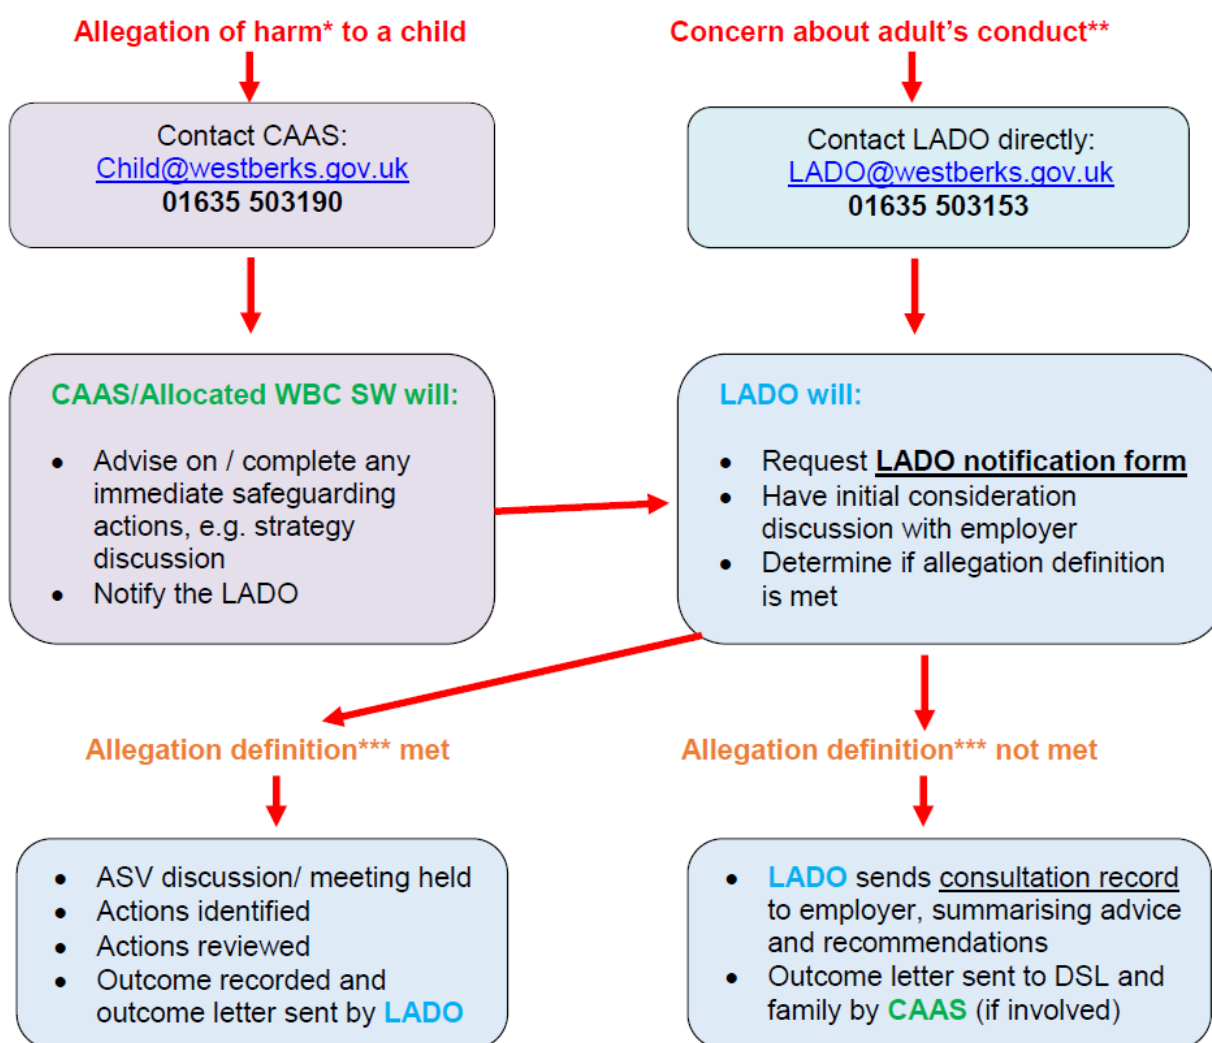 Allegation of harm* to a child
Concern about adult's conduct**
Contact CAAS:
Child@westberks.gov.uk
01635 503190
Contact LADO directly:
LADO@westberks.gov.uk
01635 503153
CAAS/Allocated WBC SW will:
• Advise on / complete any
immediate safeguarding
actions, e.g. strategy
discussion
• Notify the LADO
LADO will:
• Request LADO notification form
• Have initial consideration
discussion with employer
• Determine if allegation definition
is met
Allegation definition*** met
Allegation definition*** not met
• ASV discussion/ meeting held
• Actions identified
• Actions reviewed
• Outcome recorded and
outcome letter sent by LADO
• LADO sends consultation record
to employer, summarising advice
and recommendations
• Outcome letter sent to DSL and
family by CAAS (if involved)